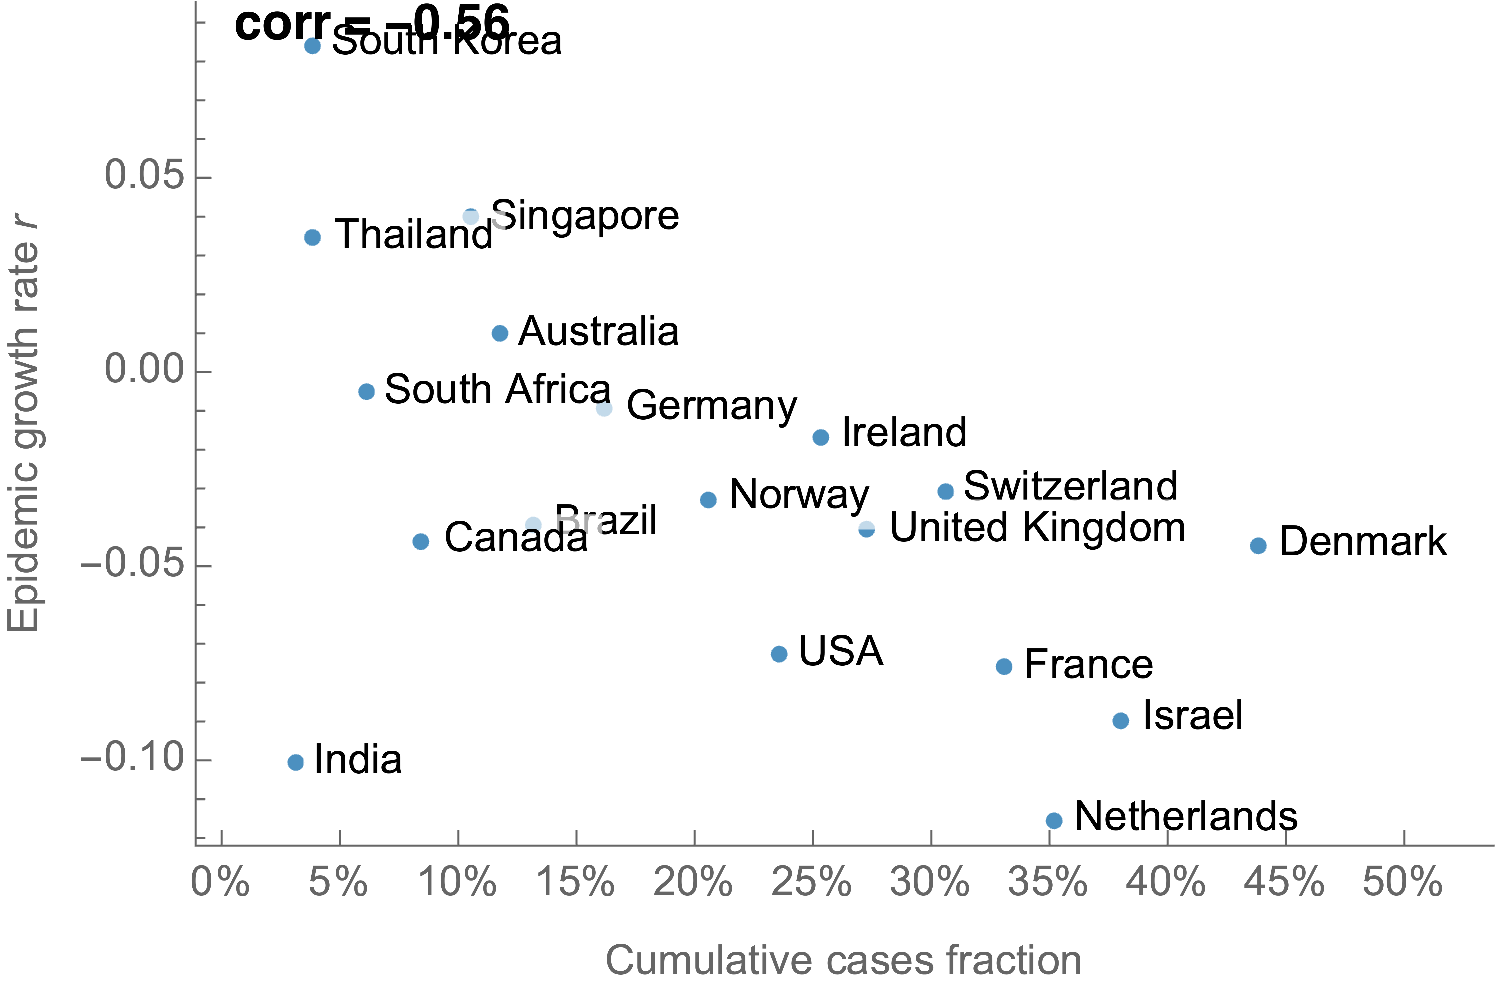 corr = −0.56
South Korea
0.05
Singapore
Thailand
Australia
0.00
South Africa
Germany
Ireland
Switzerland
Norway
Brazil
United Kingdom
Canada
Denmark
−0.05
USA
France
Israel
−0.10
India
Netherlands
0% 5% 10% 15% 20% 25% 30% 35% 40% 45% 50%
Cumulative cases fraction
Epidemic growth rate r